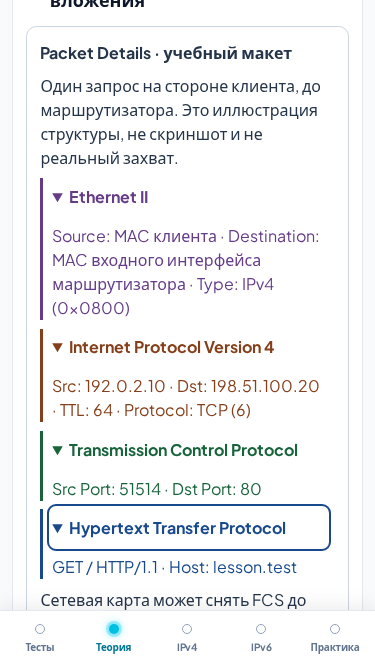 вложения
Packet Details · учебный макет
Один запрос на стороне клиента, до
маршрутизатора. Это иллюстрация
структуры, не скриншот и не
реальный захват.
▼ Ethernet II
Source: MAC клиента · Destination:
MAC входного интерфейса
маршрутизатора · Type: IPv4
(0×0800)
▼ Internet Protocol Version 4
Src: 192.0.2.10 · Dst: 198.51.100.20
· TTL: 64 · Protocol: TCP (6)
▼ Transmission Control Protocol
Src Port: 51514 · Dst Port: 80
▼ Hypertext Transfer Protocol
GET / HTTP/1.1 · Host: lesson.test
Сетевая карта может снять FCS до
Тесты Теория IPv4 IPv6 Практика